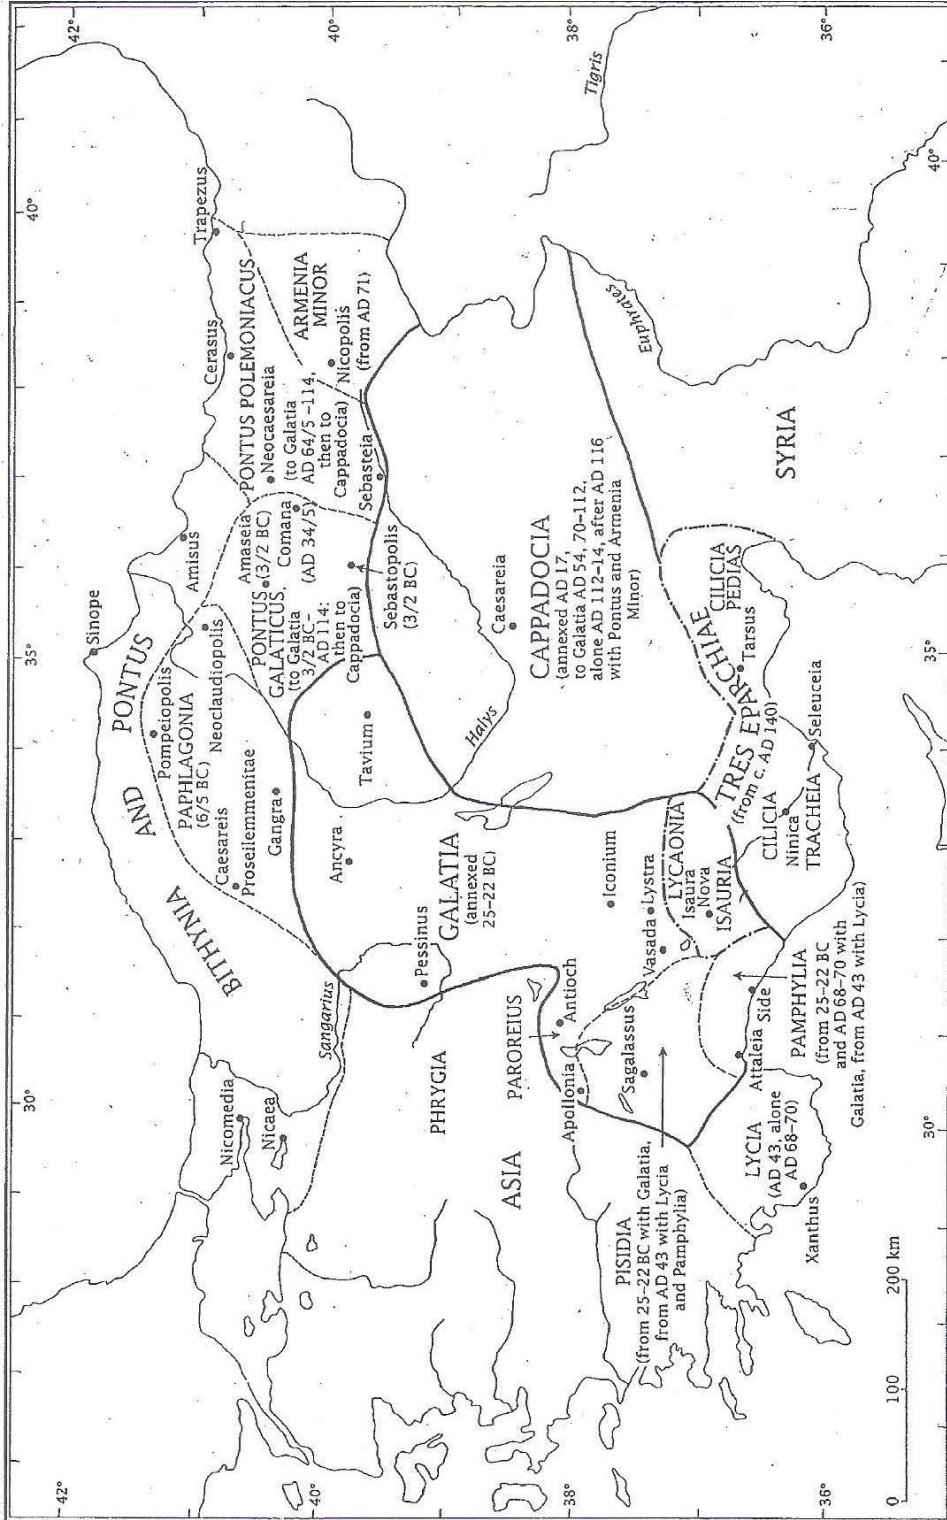 42°
40°
38°
36°
40°
35°
30°
42°
40°
38°
36°
40°
35°
30°
Sinope
Amisus
Cerasus
Trapezus
BITHYNIA
AND
PONTUS
Pompeiopolis
PAPHLAGONIA
(6/5 BC)
Neoclaudiopolis
Caesareis
Proseilemmenitae
Gangra
Amaseia
(3/2 BC)
PONTUS
GALATICUS
(to Galatia
3/2 BC–
AD 114:
then to
Cappadocia)
Comana
(AD 34/5)
PONTUS POLEMONIACUS
Neocaesareia
(to Galatia
AD 64/5–114,
then to
Cappadocia)
ARMENIA
MINOR
Nicopolis
(from AD 71)
Sebasteia
Sebastopolis
(3/2 BC)
Nicomedia
Nicaea
Sangarius
Ancyra
Tavium
Halys
Pessinus
GALATIA
(annexed
25–22 BC)
PHRYGIA
ASIA
PAROREIUS
Antioch
Apollonia
Sagalassus
PISIDIA
(from 25–22 BC with Galatia,
from AD 43 with Lycia
and Pamphylia)
Iconium
Lystra
Vasada
LYCAONIA
Isaura
Nova
ISAURIA
Caesareia
CAPPADOCIA
(annexed AD 17,
to Galatia AD 54, 70–112,
alone AD 112–14, after AD 116
with Pontus and Armenia
Minor)
Tigris
Euphrates
SYRIA
TRES EPARCHIAE
(from c. AD 140)
CILICIA
PEDIAS
Tarsus
Seleuceia
CILICIA
Ninica
TRACHEIA
Attaleia
Side
PAMPHYLIA
(from 25–22 BC
and AD 68–70 with
Galatia, from AD 43 with Lycia)
LYCIA
(AD 43, alone
AD 68–70)
Xanthus
0 100 200 km